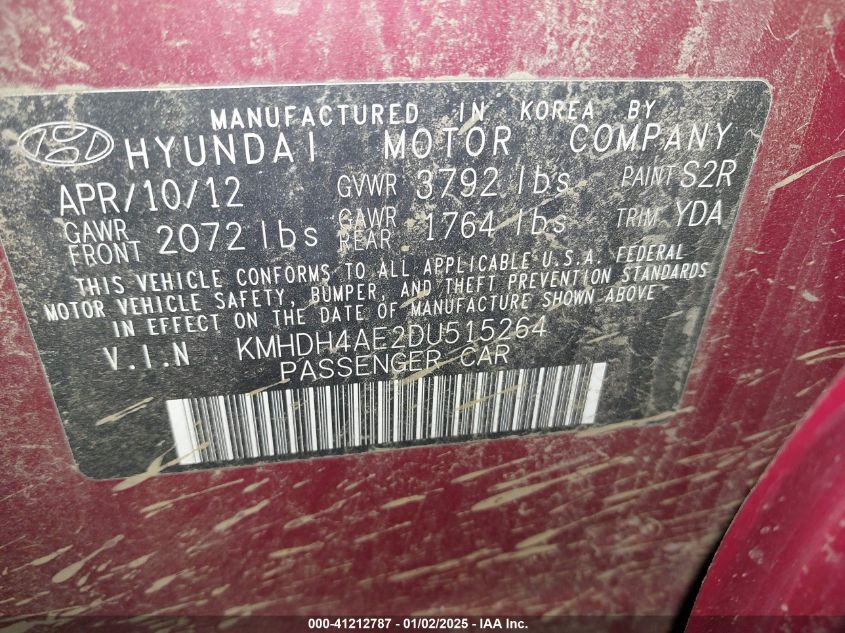 MANUFACTURED IN KOREA BY
HYUNDAI MOTOR COMPANY
APR/10/12 GVWR 3792 lbs PAINT S2R
GAWR FRONT 2072 lbs GAWR REAR 1764 lbs TRIM YDA
THIS VEHICLE CONFORMS TO ALL APPLICABLE U.S.A. FEDERAL
MOTOR VEHICLE SAFETY, BUMPER, AND THEFT PREVENTION STANDARDS
IN EFFECT ON THE DATE OF MANUFACTURE SHOWN ABOVE
V.I.N KMHDH4AE2DU515264
PASSENGER CAR
000-41212787 - 01/02/2025 - IAA Inc.